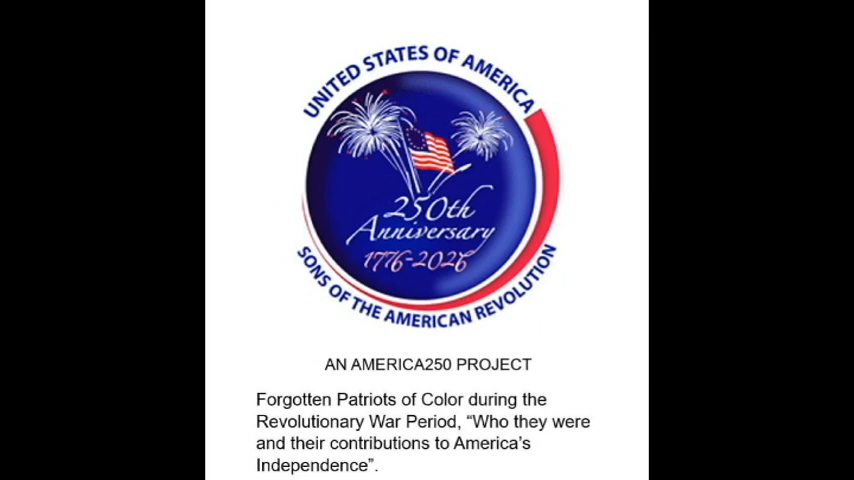 UNITED STATES OF AMERICA
250th
Anniversary
1776-2026
SONS OF THE AMERICAN REVOLUTION
AN AMERICA250 PROJECT
Forgotten Patriots of Color during the
Revolutionary War Period, “Who they were
and their contributions to America’s
Independence”.